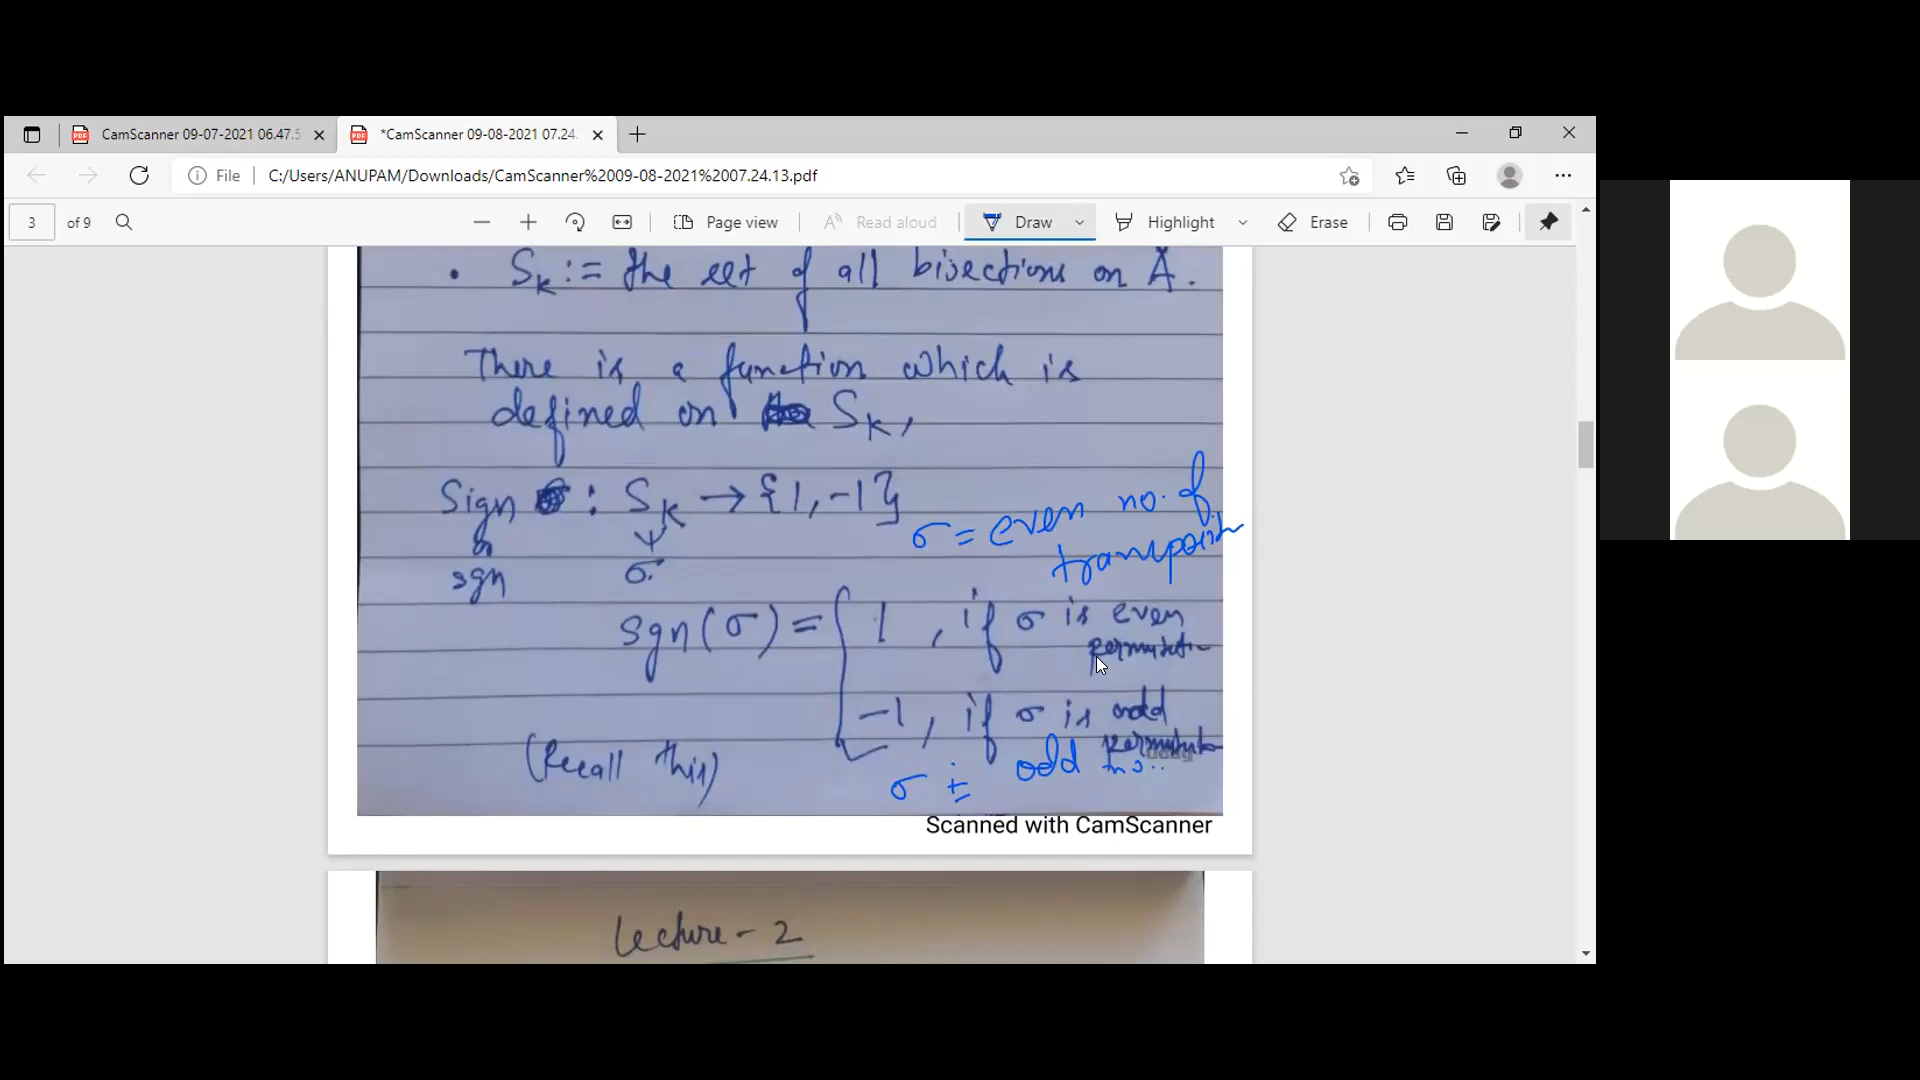 CamScanner 09-07-2021 06.47.5
*CamScanner 09-08-2021 07.24
File
C:/Users/ANUPAM/Downloads/CamScanner%2009-08-2021%2007.24.13.pdf
3 of 9
Page view
Read aloud
Draw
Highlight
Erase
• Sₖ := the set of all bijections on A.
There is a function which is
defined on Sₖ,
Sign : Sₖ → {1, -1}
σ = even no. of
or
sgn
σ
sgn(σ) = { 1, if σ is even
-1, if σ is odd
(Recall this)
σ odd no..
Scanned with CamScanner
Lecture - 2